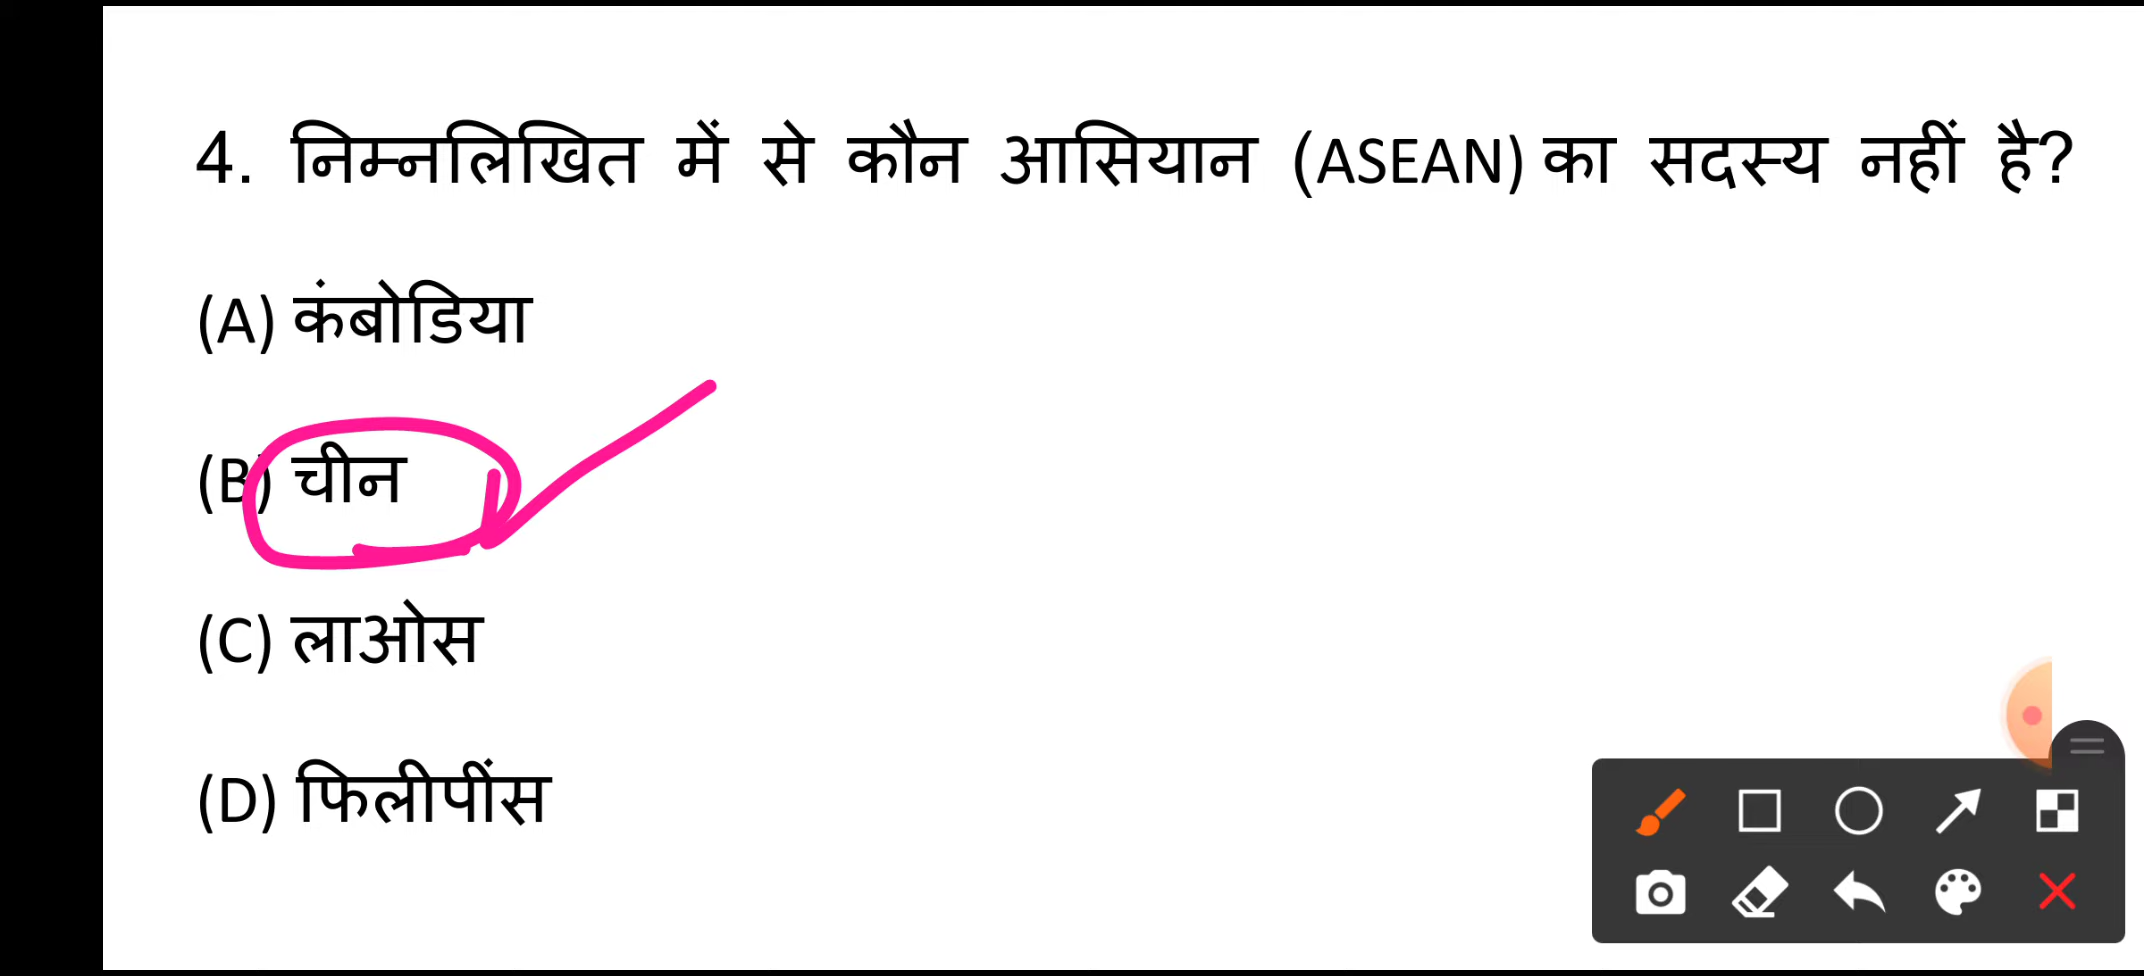 4. निम्नलिखित में से कौन आसियान (ASEAN) का सदस्य नहीं है?
(A) कंबोडिया
(B) चीन
(C) लाओस
(D) फिलीपींस